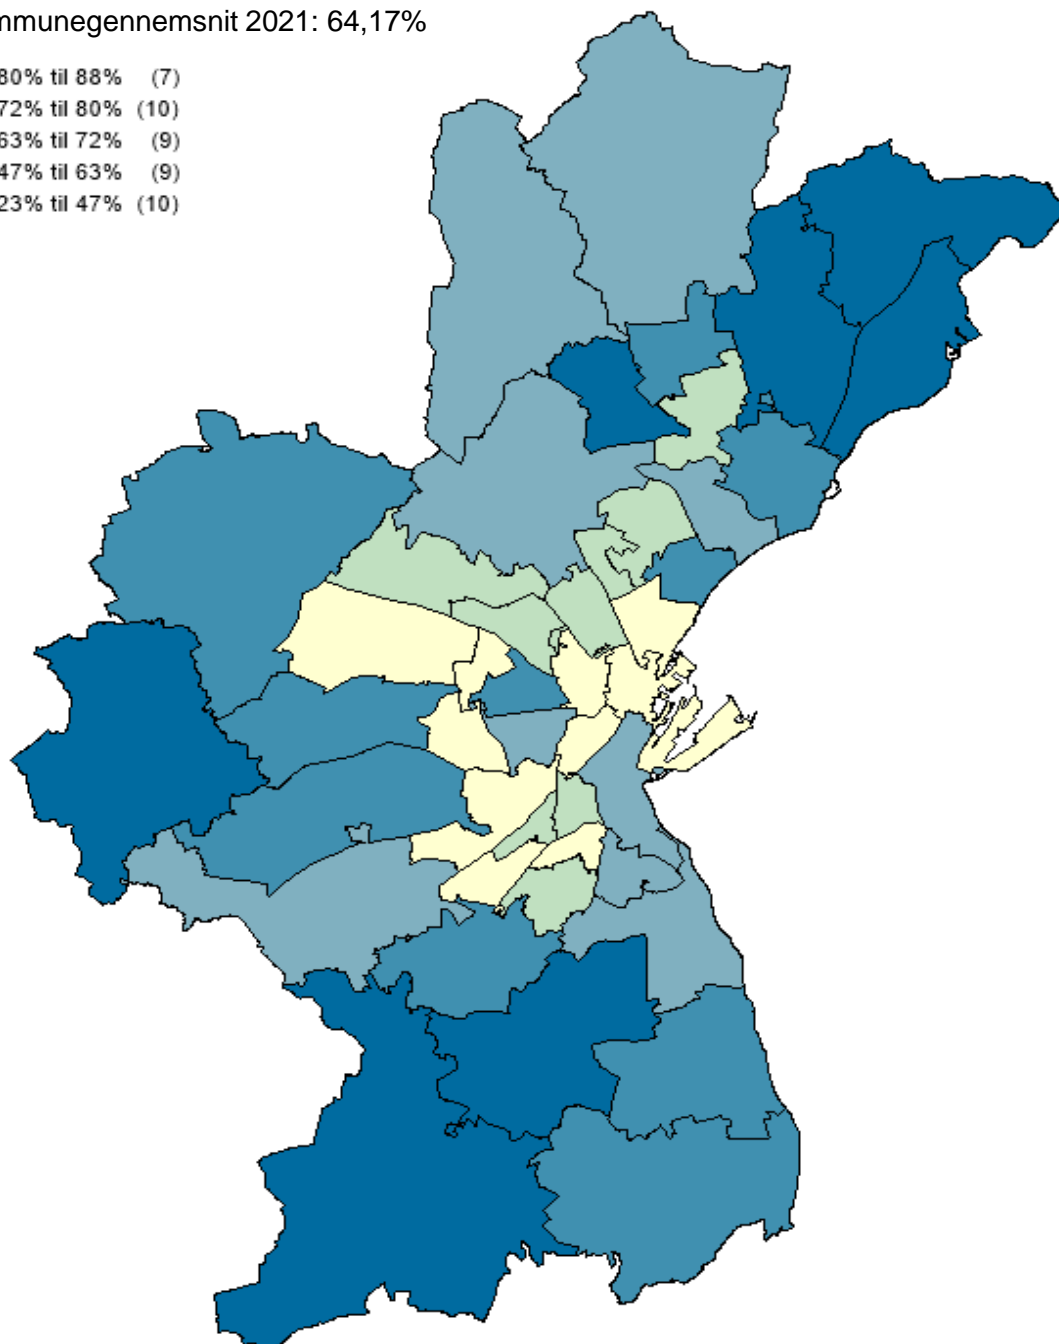 mmunegennemsnit 2021: 64,17%
80% til 88% (7)
72% til 80% (10)
63% til 72% (9)
47% til 63% (9)
23% til 47% (10)